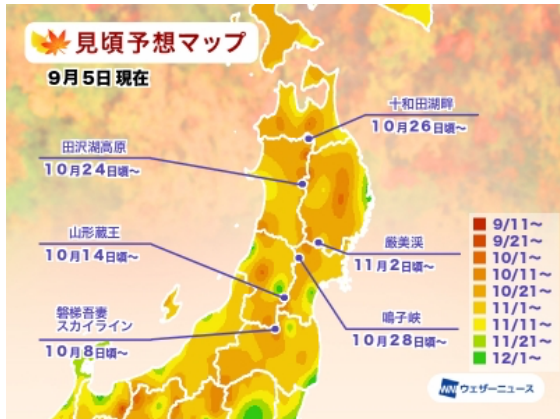 見頃予想マップ
9月5日 現在
十和田湖畔
10月26日頃～
田沢湖高原
10月24日頃～
山形蔵王
10月14日頃～
厳美渓
11月2日頃～
磐梯吾妻
スカイライン
10月8日頃～
鳴子峡
10月28日頃～
9/11～
9/21～
10/1～
10/11～
10/21～
11/1～
11/11～
11/21～
12/1～
WNI ウェザーニュース